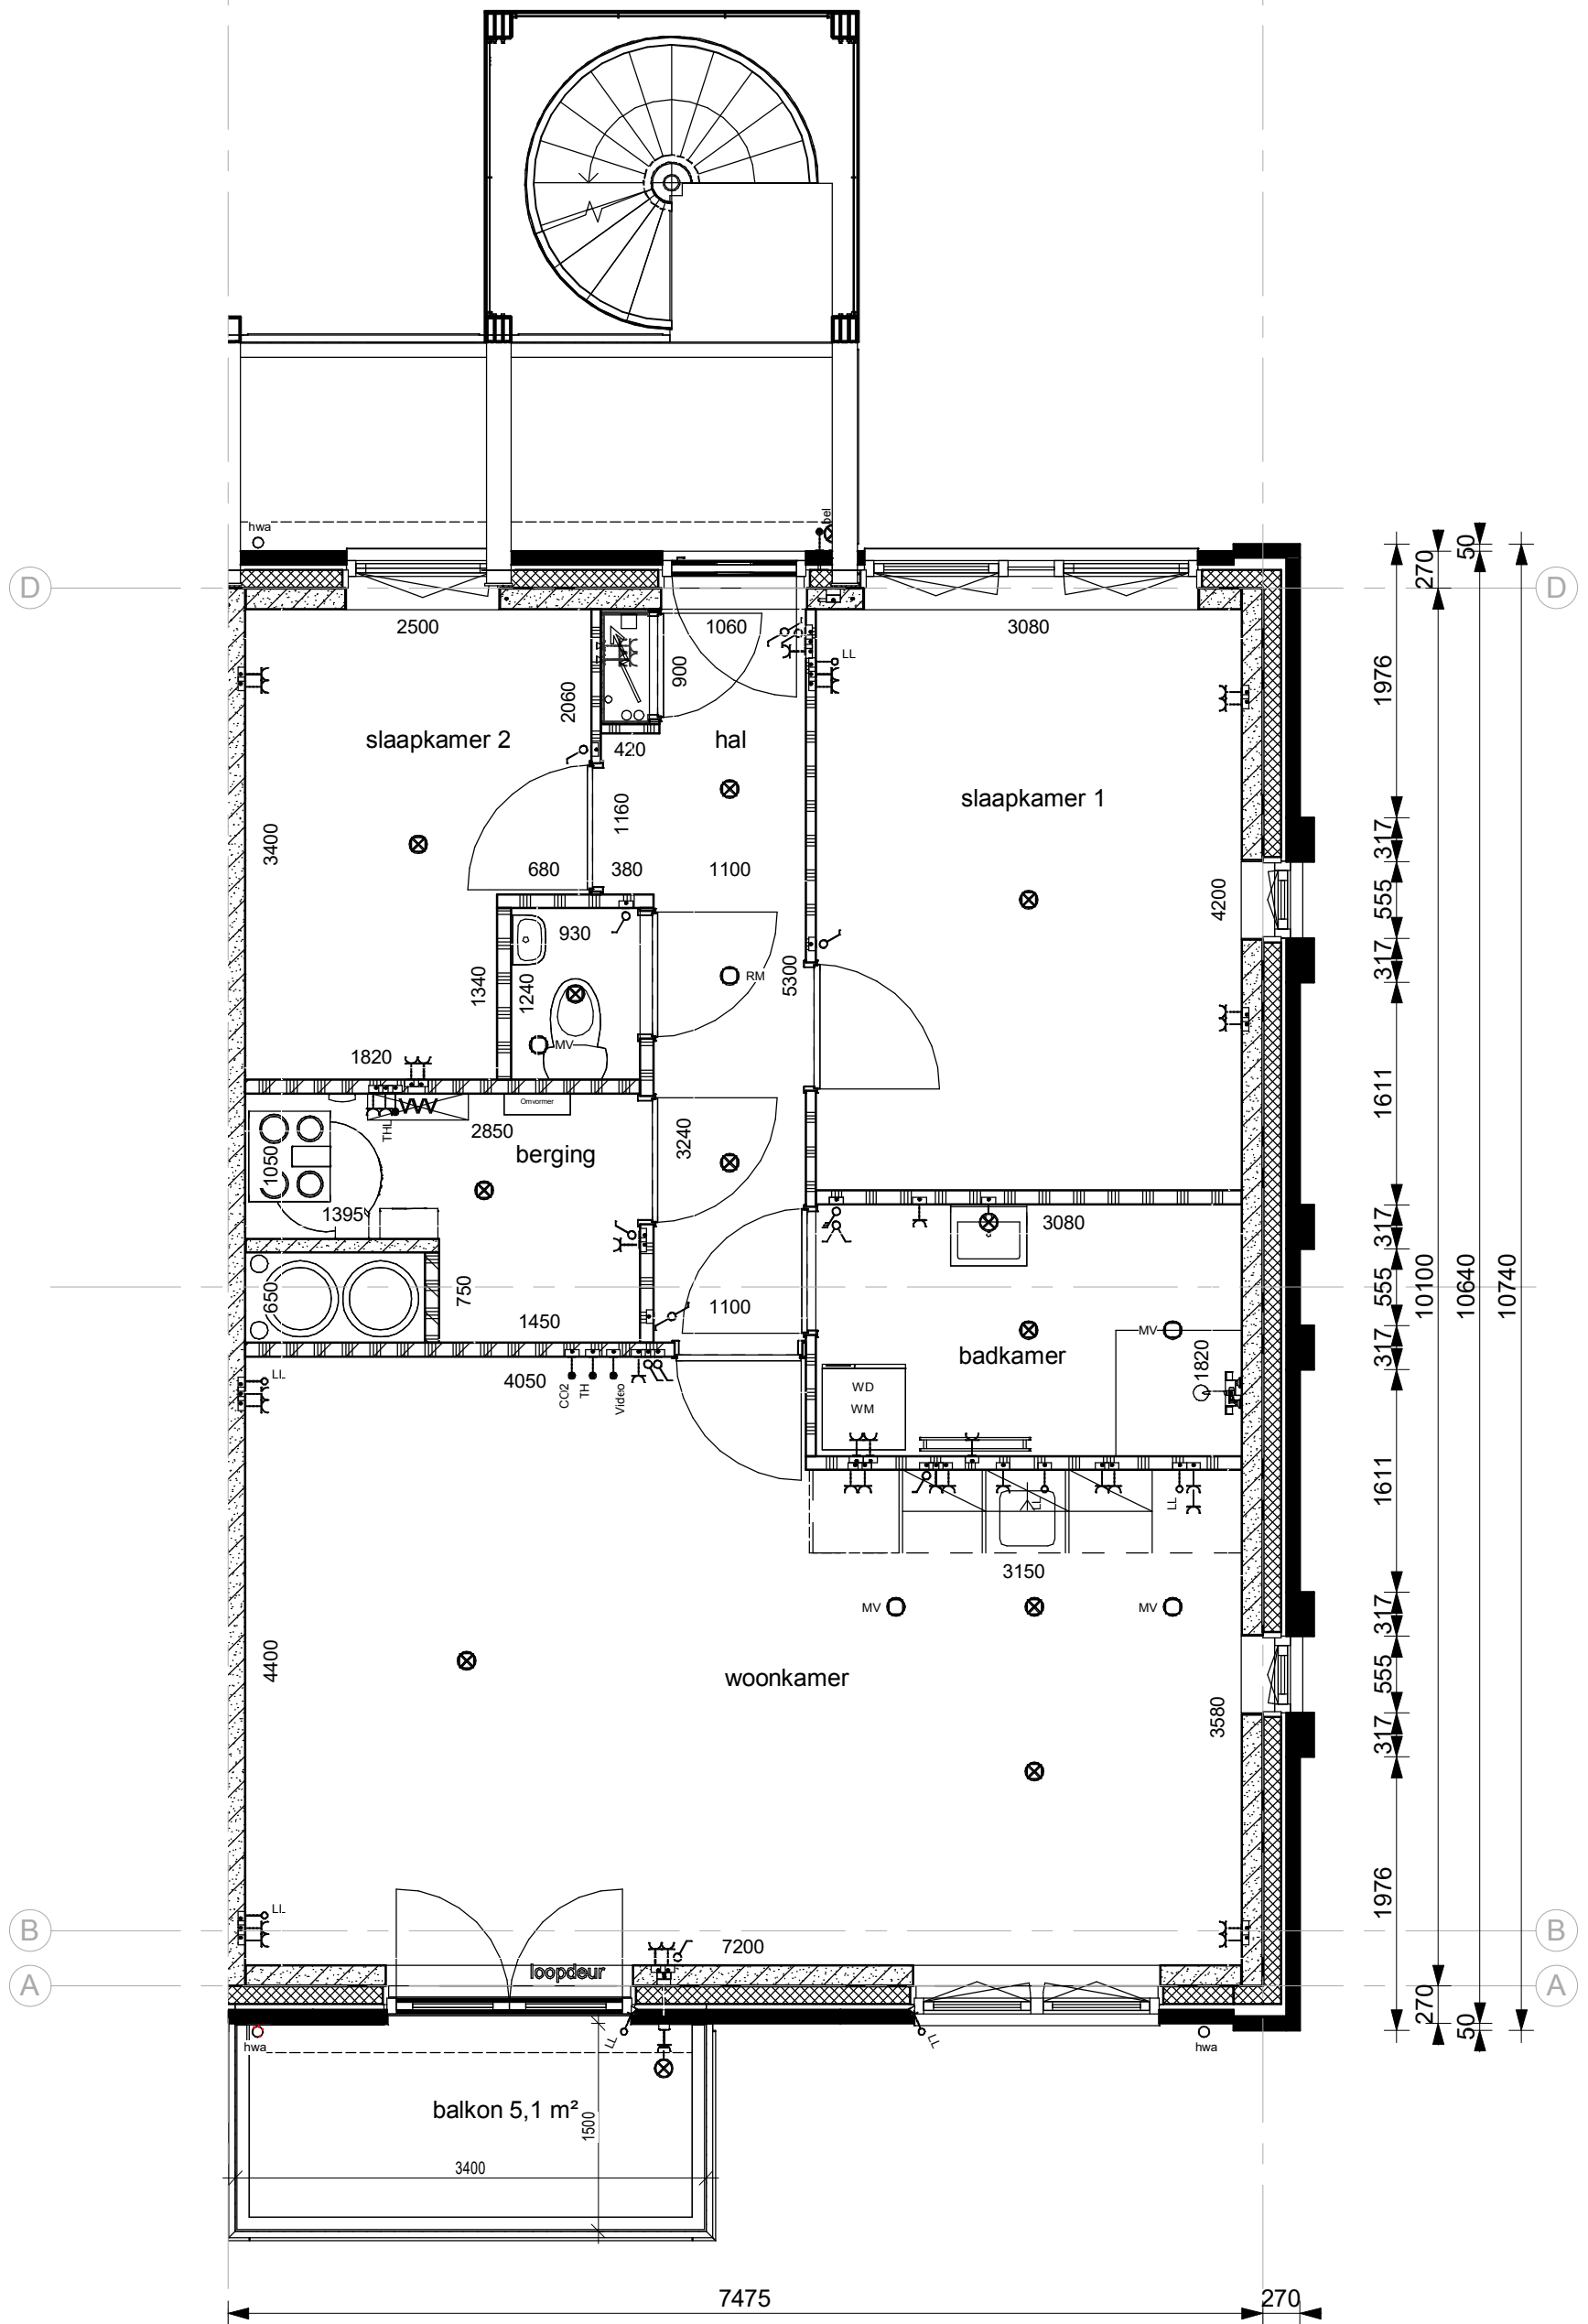 hwa
bel
D
D
2500
1060
3080
900
LL
2060
slaapkamer 2
420
hal
slaapkamer 1
1160
3400
680
380
1100
4200
930
1340
1240
RM
5300
MV
1820
Omvormer
THL
2850
berging
1050
3240
1395
3080
650
750
1450
1100
badkamer
MV
1820
LL
4050
CO2
TH
Video
WD
WM
LL
LL
3150
MV
MV
4400
woonkamer
3580
LL
B
B
7200
A
A
loopdeur
hwa
LL
LL
hwa
balkon 5,1 m²
1500
3400
7475
270
270
50
1976
317
555
317
1611
317
555
317
1611
317
555
317
1976
270
50
10100
10640
10740